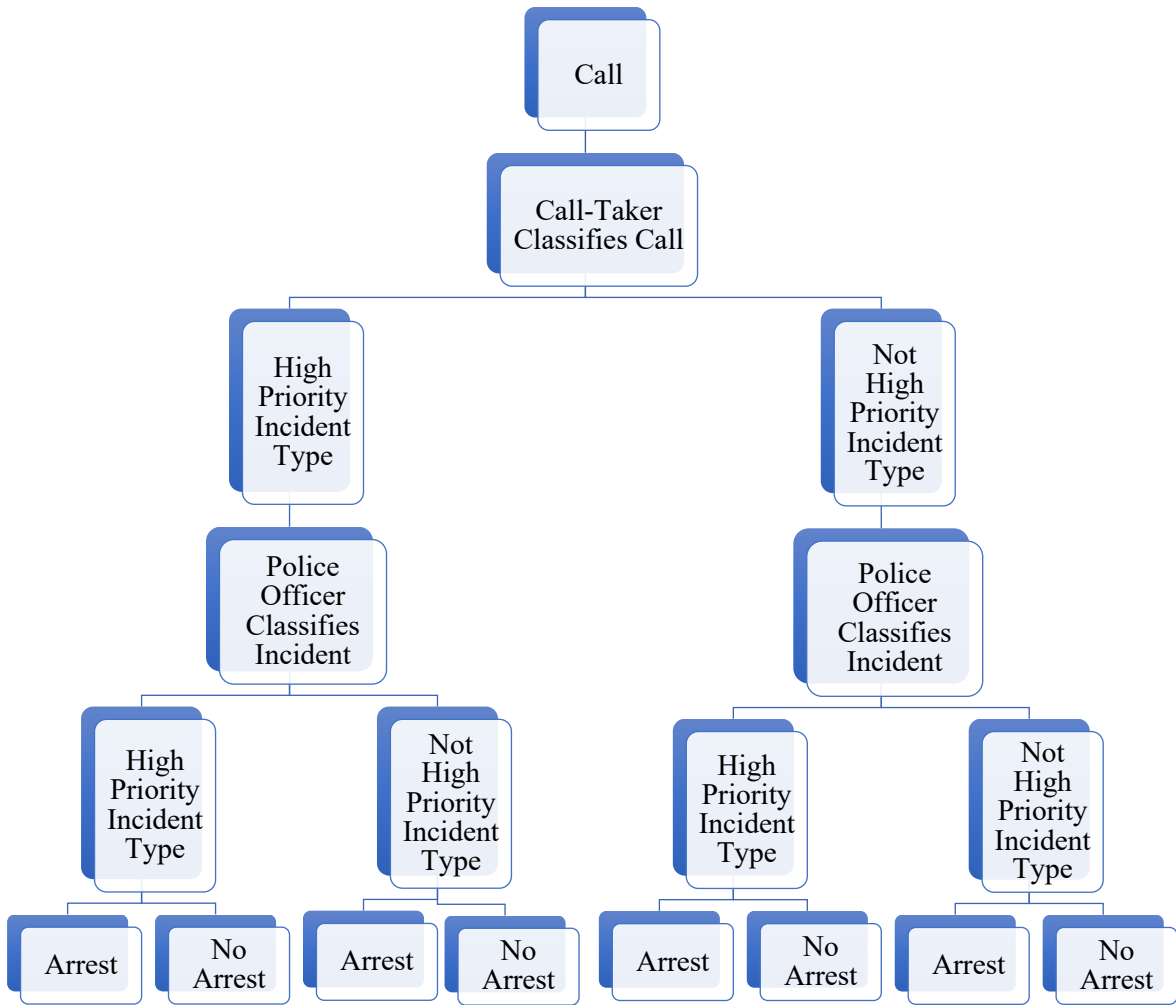 Call
Call-Taker
Classifies Call
High
Priority
Incident
Type
Not
High
Priority
Incident
Type
Police
Officer
Classifies
Incident
Police
Officer
Classifies
Incident
High
Priority
Incident
Type
Not
High
Priority
Incident
Type
High
Priority
Incident
Type
Not
High
Priority
Incident
Type
Arrest
No
Arrest
Arrest
No
Arrest
Arrest
No
Arrest
Arrest
No
Arrest